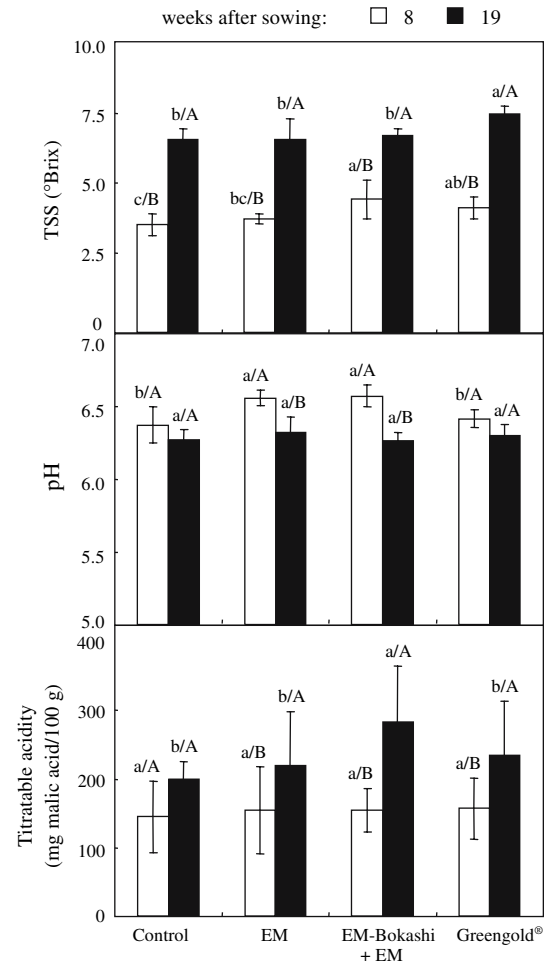 weeks after sowing: 8 19
10.0
7.5
5.0
2.5
0
TSS (°Brix)
c/B b/A bc/B b/A a/B b/A ab/B a/A
7.0
6.5
6.0
5.5
5.0
pH
b/A a/A a/A a/B a/A a/B b/A a/A
400
300
200
100
0
Titratable acidity
(mg malic acid/100 g)
a/A b/A a/B b/A a/B a/A a/B b/A
Control EM EM-Bokashi Greengold®
+ EM